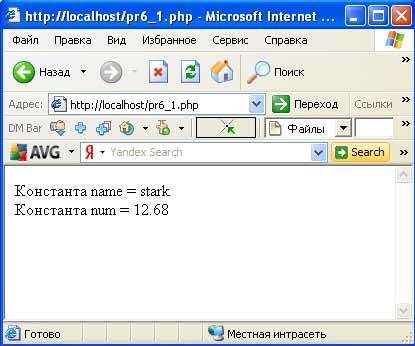 http://localhost/pr6_1.php - Microsoft Internet ...
Файл Правка Вид Избранное Сервис Справка
Назад Поиск
Адрес: http://localhost/pr6_1.php Переход Ссылки
DM Bar Файлы
AVG Я Yandex Search Search
Константа name = stark
Константа num = 12.68
Готово Местная интрасеть